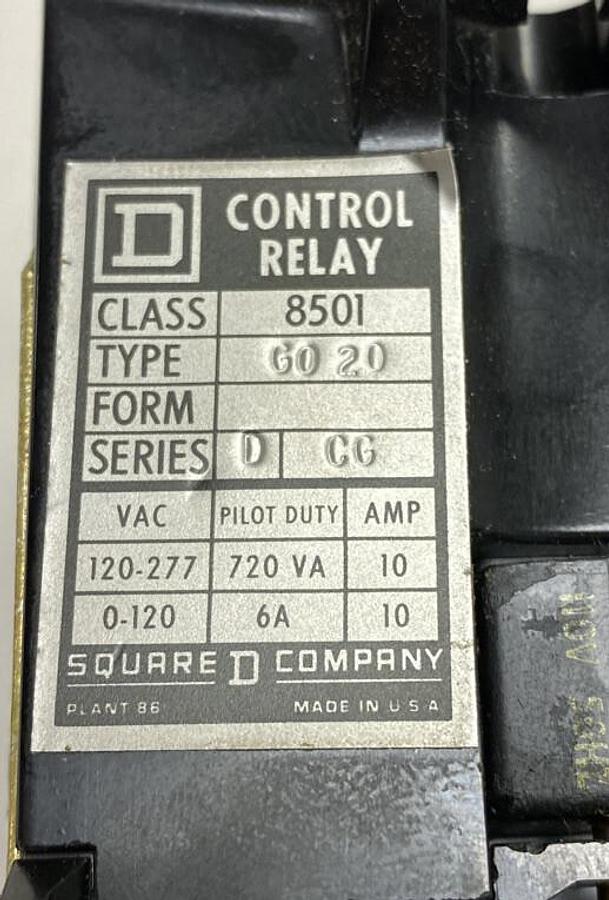 D CONTROL
RELAY
CLASS 8501
TYPE GO 20
FORM
SERIES D CG
VAC PILOT DUTY AMP
120-277 720 VA 10
0-120 6A 10
SQUARE D COMPANY
PLANT 86 MADE IN U S A